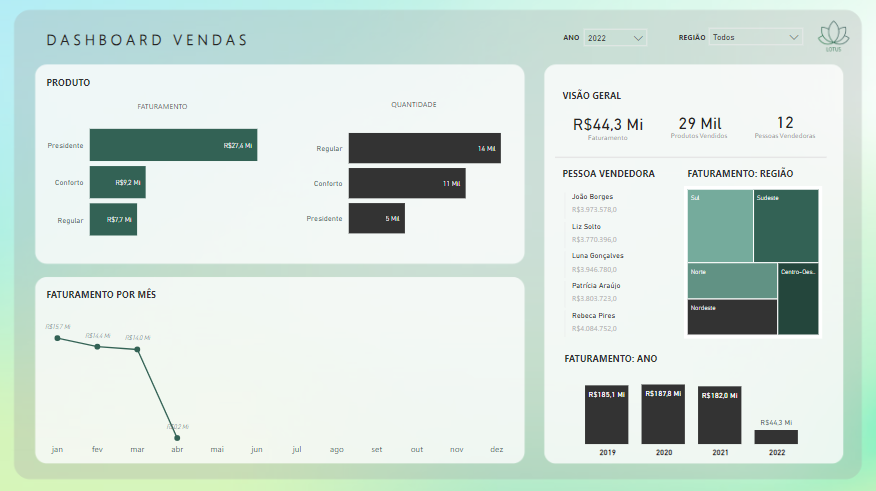 DASHBOARD VENDAS
ANO 2022
REGIÃO Todos
LOTUS
PRODUTO
FATURAMENTO
Presidente R$27,4 Mi
Conforto R$9,2 Mi
Regular R$7,7 Mi
QUANTIDADE
Regular 14 Mil
Conforto 11 Mil
Presidente 5 Mil
FATURAMENTO POR MÊS
R$15,7 Mi R$14,4 Mi R$14,0 Mi R$0,2 Mi
jan fev mar abr mai jun jul ago set out nov dez
VISÃO GERAL
R$44,3 Mi 29 Mil 12
Faturamento Produtos Vendidos Pessoas Vendedoras
PESSOA VENDEDORA
João Borges
R$3.973.578,0
Liz Solto
R$3.770.396,0
Luna Gonçalves
R$3.946.780,0
Patrícia Araújo
R$3.803.723,0
Rebeca Pires
R$4.084.752,0
FATURAMENTO: REGIÃO
Sul Sudeste
Norte Centro-Oes...
Nordeste
FATURAMENTO: ANO
R$185,1 Mi R$187,8 Mi R$182,0 Mi R$44,3 Mi
2019 2020 2021 2022